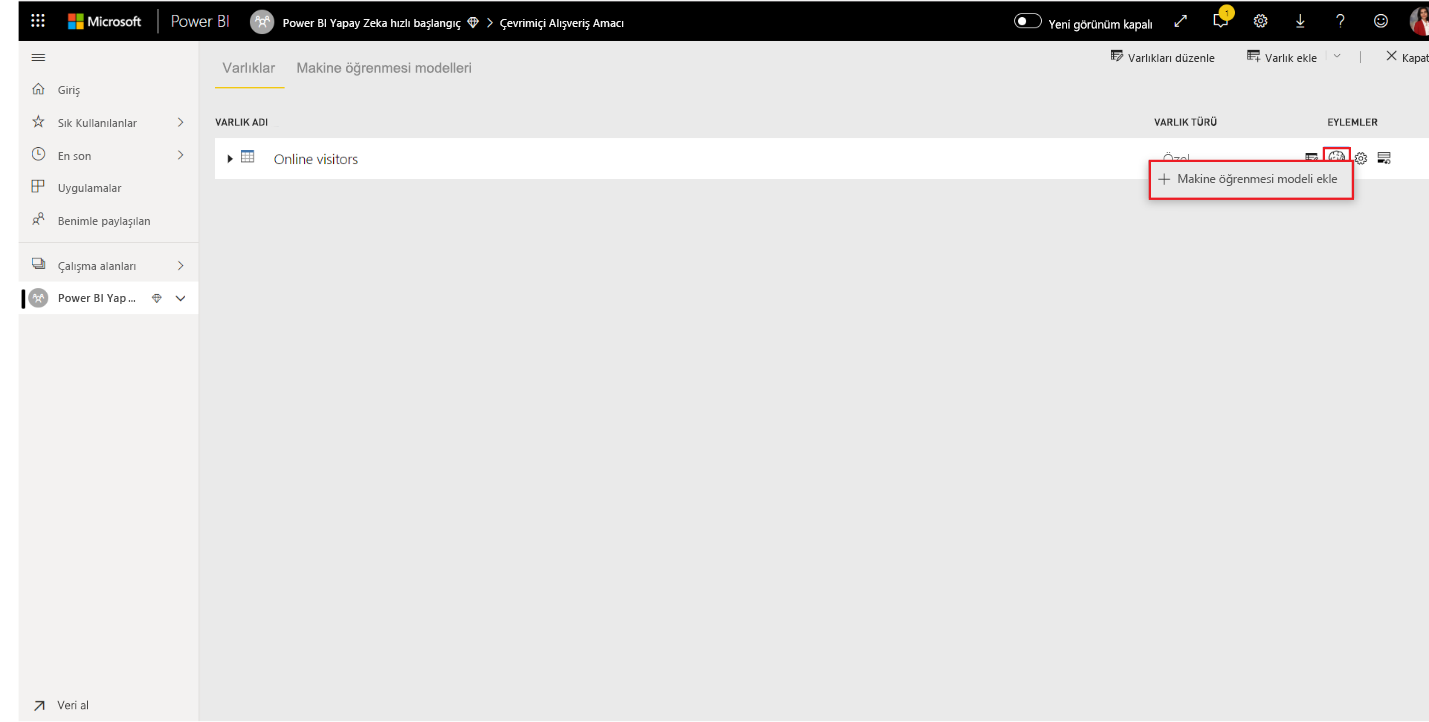 Microsoft Power BI Power BI Yapay Zeka hızlı başlangıç > Çevrimiçi Alışveriş Amacı Yeni görünüm kapalı 1 ?
Varlıkları düzenle Varlık ekle Kapat
Varlıklar Makine öğrenmesi modelleri
Giriş
Sık Kullanılanlar
En son
Uygulamalar
Benimle paylaşılan
Çalışma alanları
Power BI Yap...
Veri al
VARLIK ADI VARLIK TÜRÜ EYLEMLER
Online visitors Özel
+ Makine öğrenmesi modeli ekle